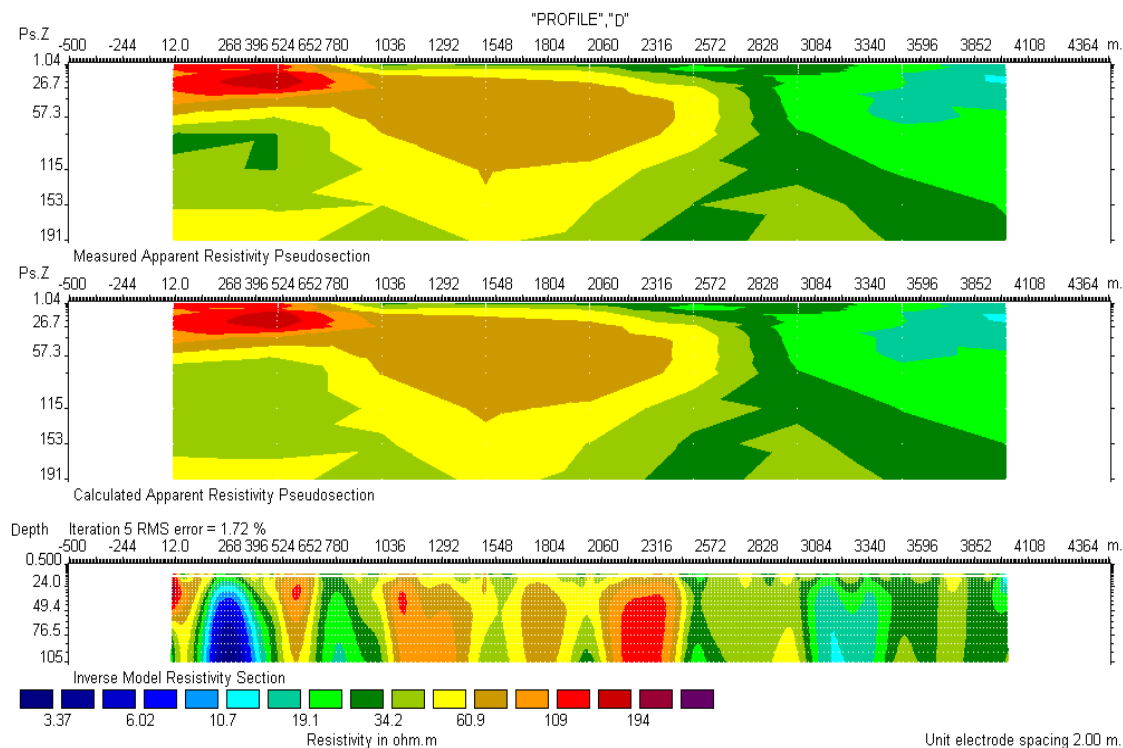 "PROFILE","D"
Ps.Z
-500 -244 12.0 268 396 524 652 780 1036 1292 1548 1804 2060 2316 2572 2828 3084 3340 3596 3852 4108 4364 m.
1.04
26.7
57.3
115.
153.
191.
Measured Apparent Resistivity Pseudosection
Ps.Z
-500 -244 12.0 268 396 524 652 780 1036 1292 1548 1804 2060 2316 2572 2828 3084 3340 3596 3852 4108 4364 m.
1.04
26.7
57.3
115.
153.
191.
Calculated Apparent Resistivity Pseudosection
Depth Iteration 5 RMS error = 1.72 %
-500 -244 12.0 268 396 524 652 780 1036 1292 1548 1804 2060 2316 2572 2828 3084 3340 3596 3852 4108 4364 m.
0.500
24.0
49.4
76.5
105.
Inverse Model Resistivity Section
3.37 6.02 10.7 19.1 34.2 60.9 109 194
Resistivity in ohm.m Unit electrode spacing 2.00 m.